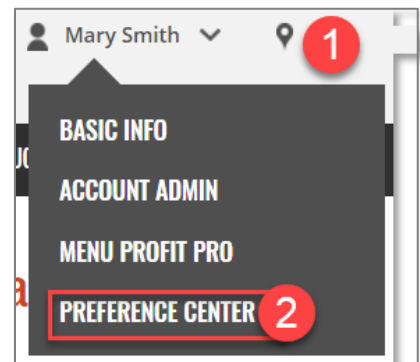 Mary Smith 1
BASIC INFO
ACCOUNT ADMIN
MENU PROFIT PRO
PREFERENCE CENTER 2